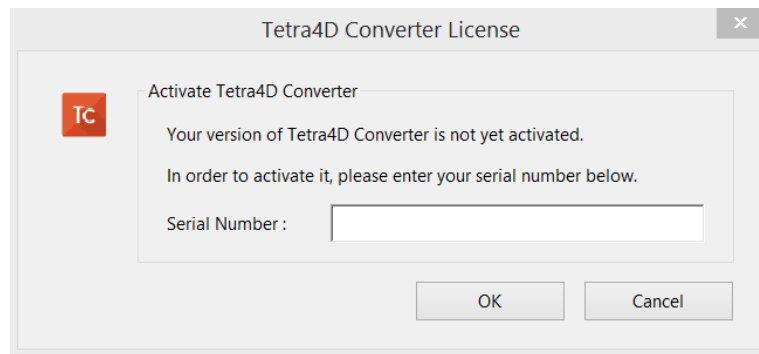 Tetra4D Converter License
TC
Activate Tetra4D Converter
Your version of Tetra4D Converter is not yet activated.
In order to activate it, please enter your serial number below.
Serial Number :
OK
Cancel